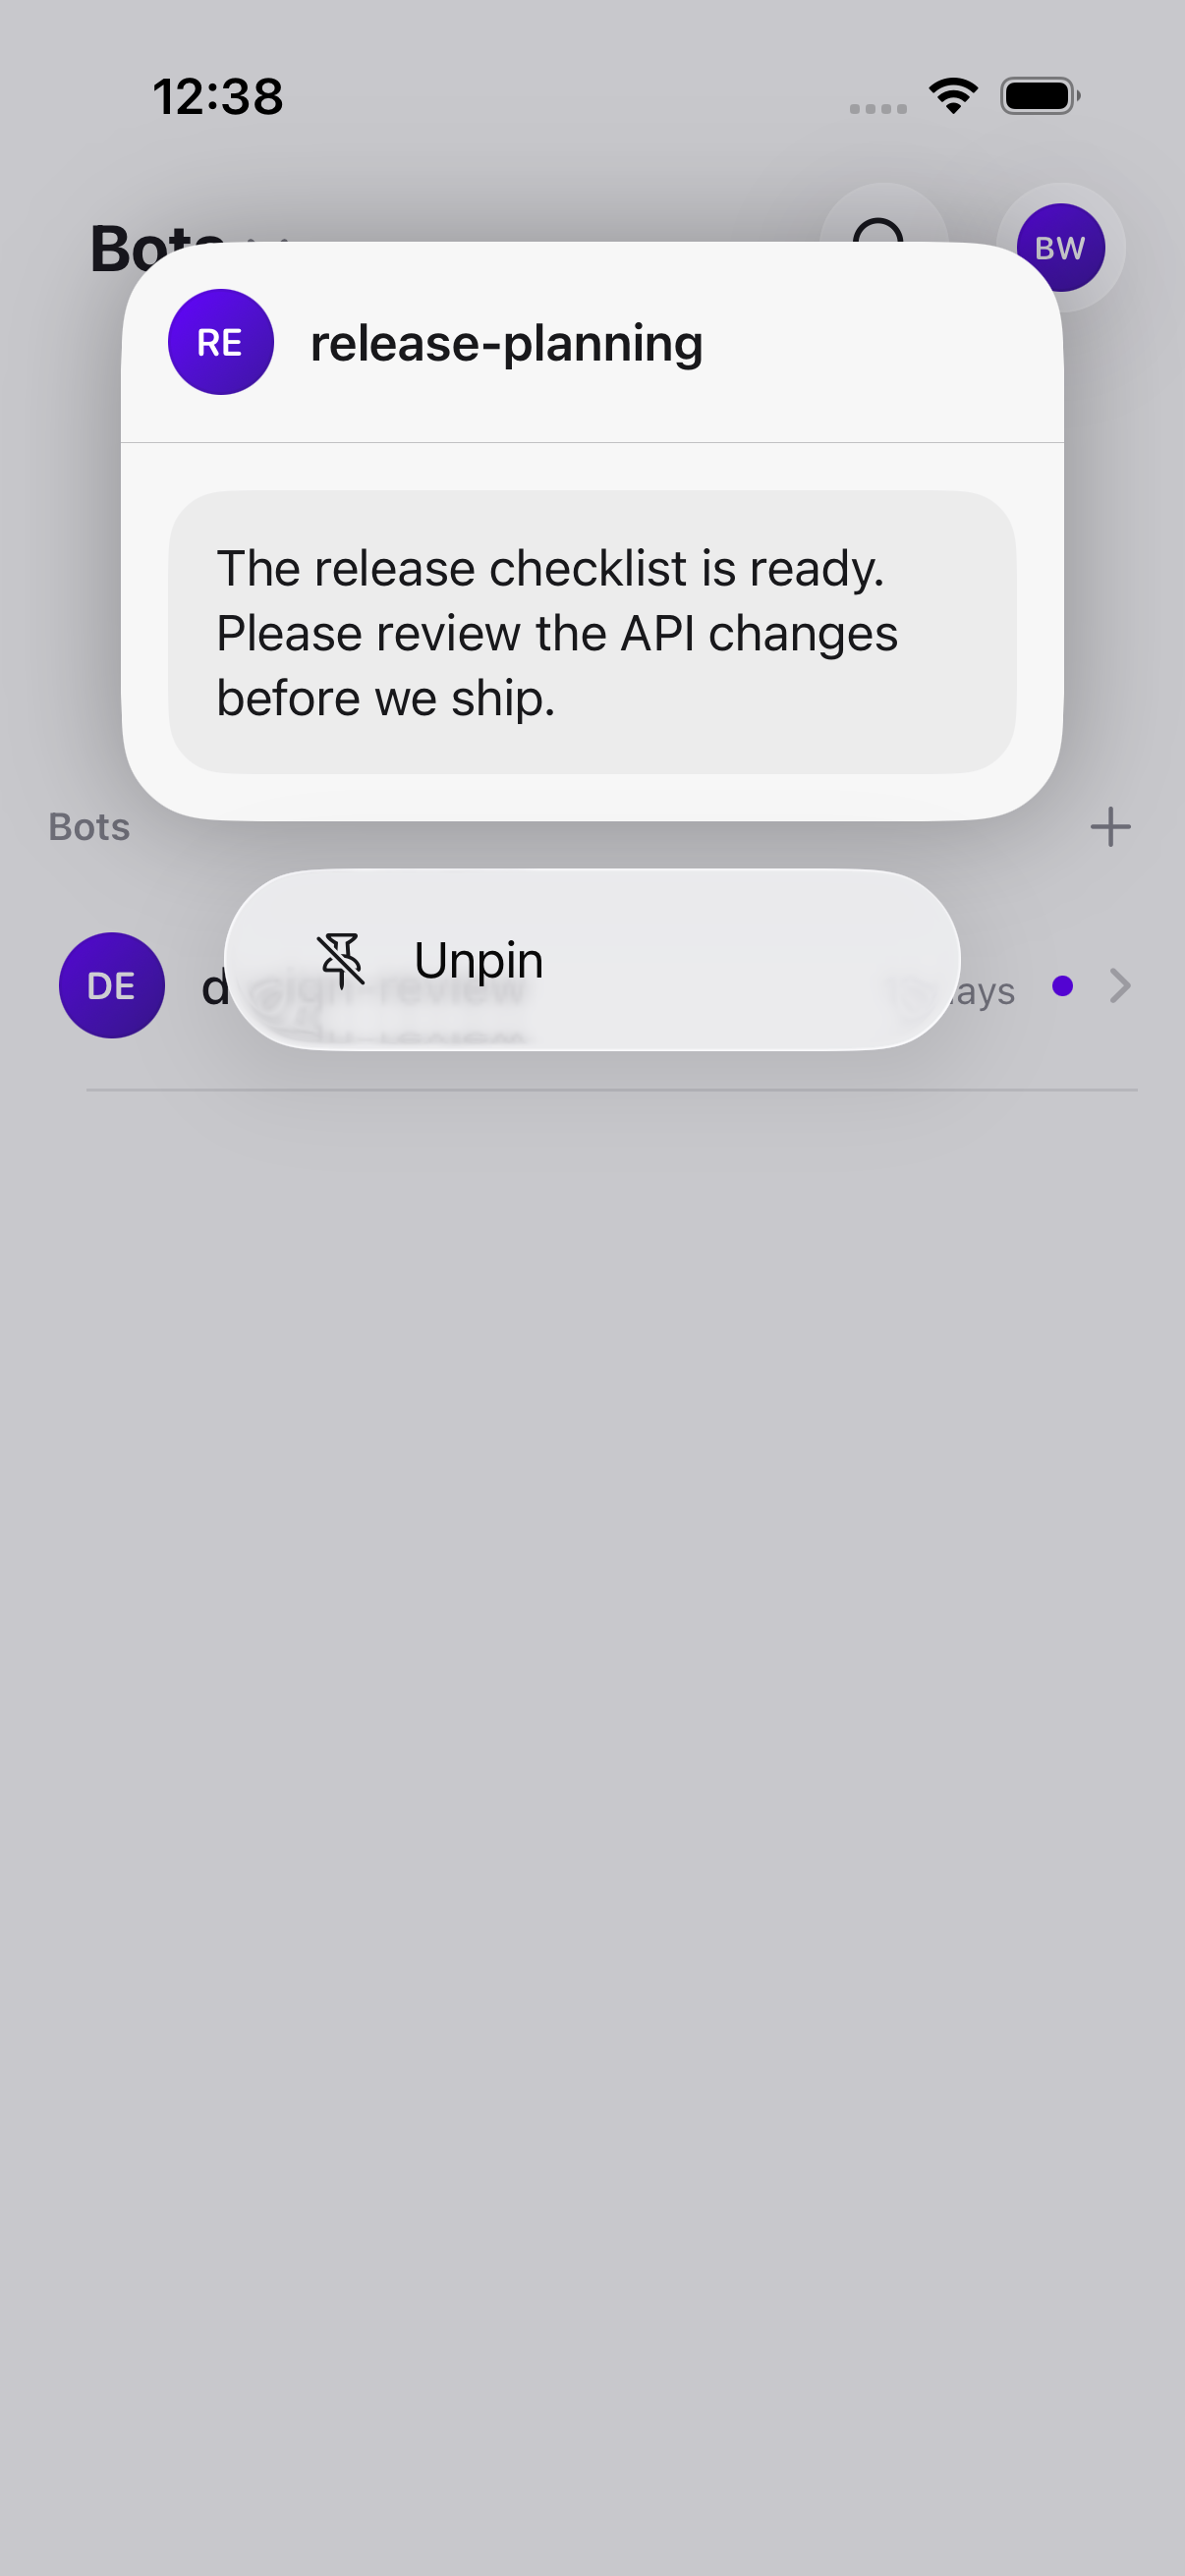 12:38
Bots
BW
RE
release-planning
The release checklist is ready.
Please review the API changes
before we ship.
Bots
Unpin
DE